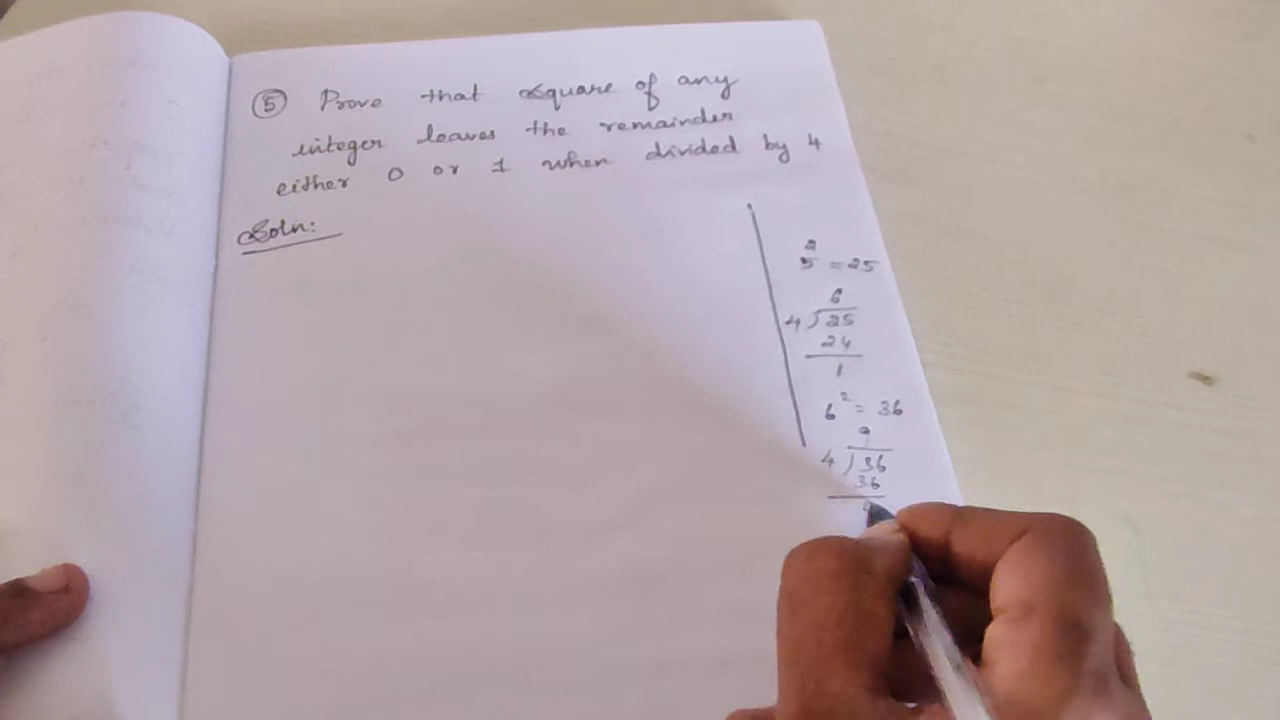 ⑤ Prove that square of any
integer leaves the remainder
either 0 or 1 when divided by 4
Soln:
5² = 25
6
4)25
24
1
6² = 36
9
4)36
36